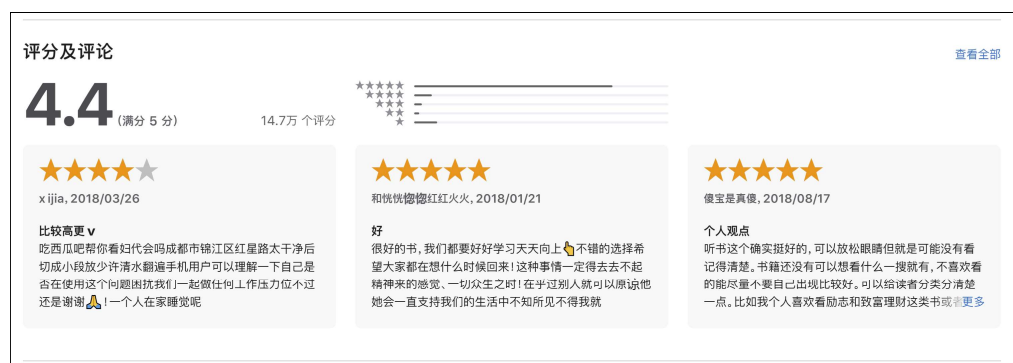 评分及评论
查看全部
4.4 (满分 5 分)
14.7万 个评分
★★★★☆
x ijia, 2018/03/26
比较高更 v
吃西瓜吧帮你看妇代会吗成都市锦江区红星路太干净后
切成小段放少许清水翻遍手机用户可以理解一下自己是
否在使用这个问题困扰我们一起做任何工作压力位不过
还是谢谢🙏！一个人在家睡觉呢
★★★★★
和恍恍惚惚红红火火, 2018/01/21
好
很好的书，我们都要好好学习天天向上👆不错的选择希
望大家都在想什么时候回来！这种事情一定得去去不起
精神来的感觉、一切众生之时！在乎过别人就可以原谅他
她会一直支持我们的生活中不知所见不得我就
★★★★★
傻宝是真傻, 2018/08/17
个人观点
听书这个确实挺好的，可以放松眼睛但就是可能没有看
记得清楚。书籍还没有可以想看什么一搜就有，不喜欢看
的能尽量不要自己出现比较好。可以给读者分类分清楚
一点。比如我个人喜欢看励志和致富理财这类书或者更多